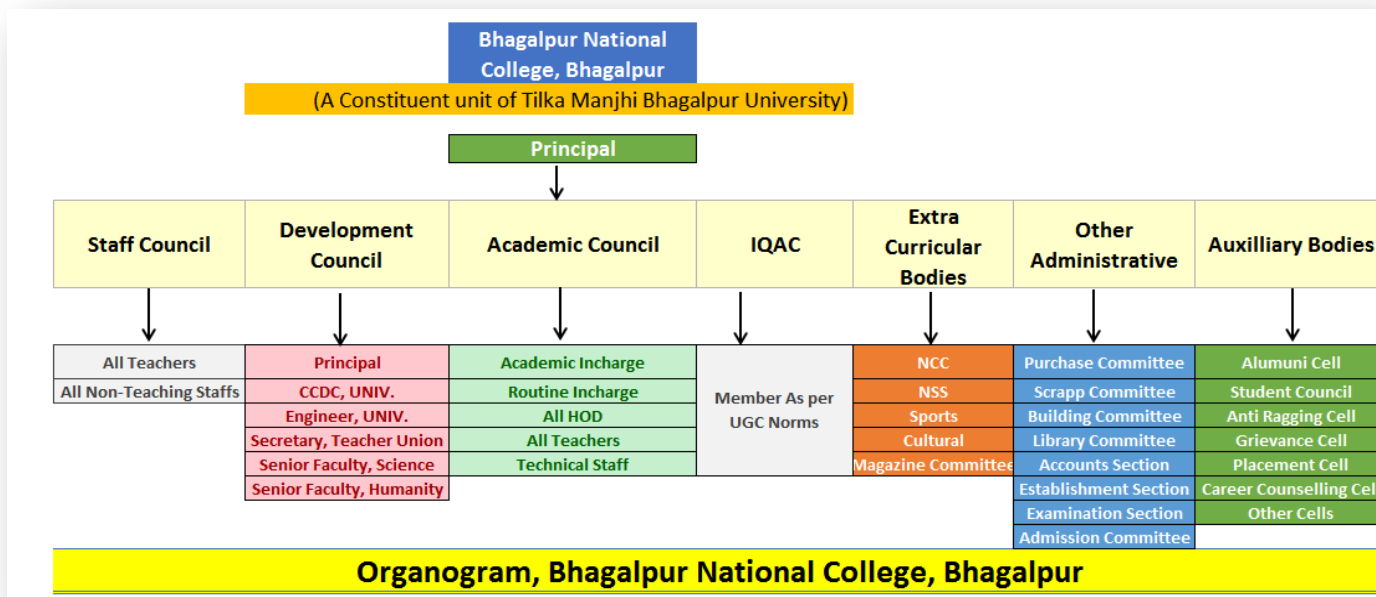 Bhagalpur National
College, Bhagalpur
(A Constituent unit of Tilka Manjhi Bhagalpur University)
Principal
Staff Council
Development
Council
Academic Council
IQAC
Extra
Curricular
Bodies
Other
Administrative
Auxilliary Bodies
All Teachers
All Non-Teaching Staffs
Principal
CCDC, UNIV.
Engineer, UNIV.
Secretary, Teacher Union
Senior Faculty, Science
Senior Faculty, Humanity
Academic Incharge
Routine Incharge
All HOD
All Teachers
Technical Staff
Member As per
UGC Norms
NCC
NSS
Sports
Cultural
Magazine Committee
Purchase Committee
Scrapp Committee
Building Committee
Library Committee
Accounts Section
Establishment Section
Examination Section
Admission Committee
Alumuni Cell
Student Council
Anti Ragging Cell
Grievance Cell
Placement Cell
Career Counselling Cell
Other Cells
Organogram, Bhagalpur National College, Bhagalpur